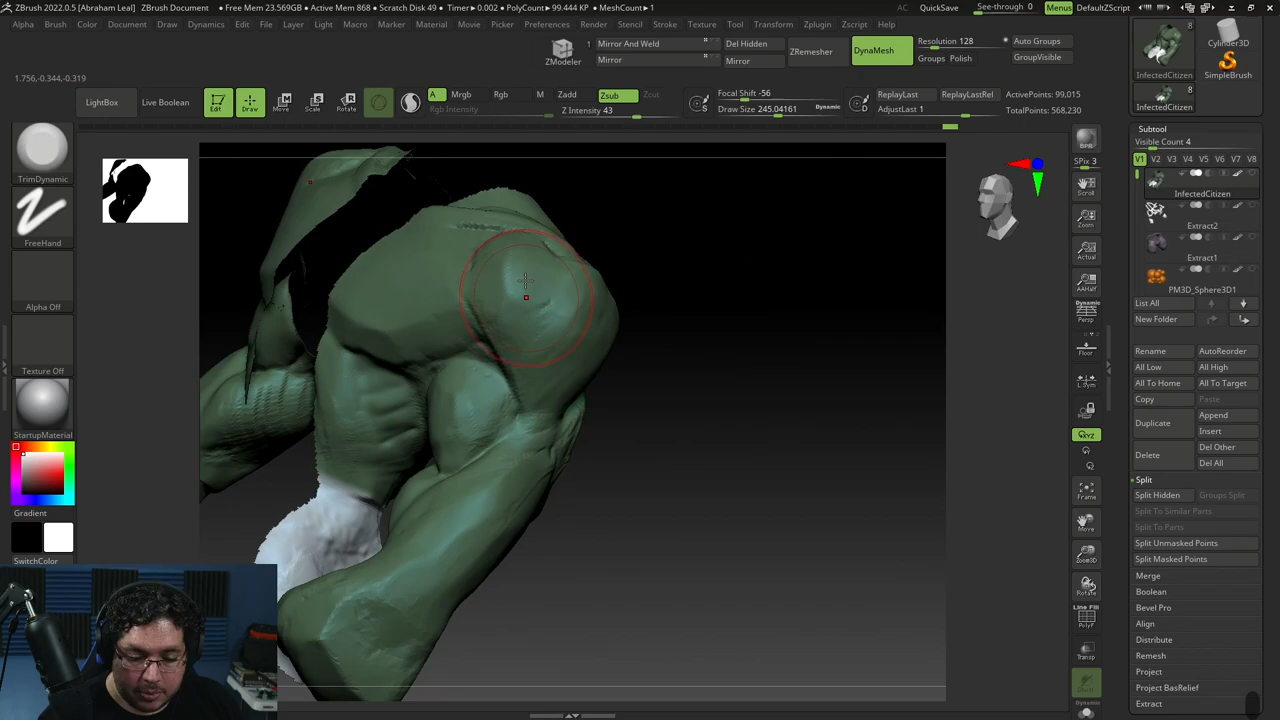 ZBrush 2022.0.5 [Abraham Leal]
ZBrush Document
• Free Mem 23.569GB • Active Mem 868 • Scratch Disk 49 • Timer▶0.002 • PolyCount▶99.444 KP • MeshCount▶1
AC
QuickSave
See-through 0
Menus
DefaultZScript
Alpha Brush Color Document Draw Dynamics Edit File Layer Light Macro Marker Material Movie Picker Preferences Render Stencil Stroke Texture Tool Transform Zplugin Zscript Help
1.756,-0.344,-0.319
ZModeler
1
Mirror And Weld
Mirror
Del Hidden
Mirror
ZRemesher
DynaMesh
Resolution 128
Groups Polish
Auto Groups
GroupVisible
LightBox
Live Boolean
Edit
Draw
Move
Scale
Rotate
A
Mrgb
Rgb
M
Zadd
Zsub
Zcut
Rgb Intensity
Z Intensity 43
S
Focal Shift -56
Draw Size 245.04161
Dynamic
D
ReplayLast
ReplayLastRel
AdjustLast 1
ActivePoints: 99,015
TotalPoints: 568,230
TrimDynamic
FreeHand
Alpha Off
Texture Off
StartupMaterial
Gradient
SwitchColor
BPR
SPix 3
Scroll
Zoom
Actual
AAHalf
Dynamic
Persp
Floor
L.Sym
XYZ
Frame
Move
Zoom3D
Rotate
Line Fill
PolyF
Transp
Dynamic
8
InfectedCitizen
Cylinder3D
SimpleBrush
8
InfectedCitizen
Subtool
Visible Count 4
V1 V2 V3 V4 V5 V6 V7 V8
InfectedCitizen
Extract2
Extract1
PM3D_Sphere3D1
List All
New Folder
Rename
AutoReorder
All Low
All High
All To Home
All To Target
Copy
Paste
Duplicate
Append
Insert
Delete
Del Other
Del All
Split
Split Hidden
Groups Split
Split To Similar Parts
Split To Parts
Split Unmasked Points
Split Masked Points
Merge
Boolean
Bevel Pro
Align
Distribute
Remesh
Project
Project BasRelief
Extract